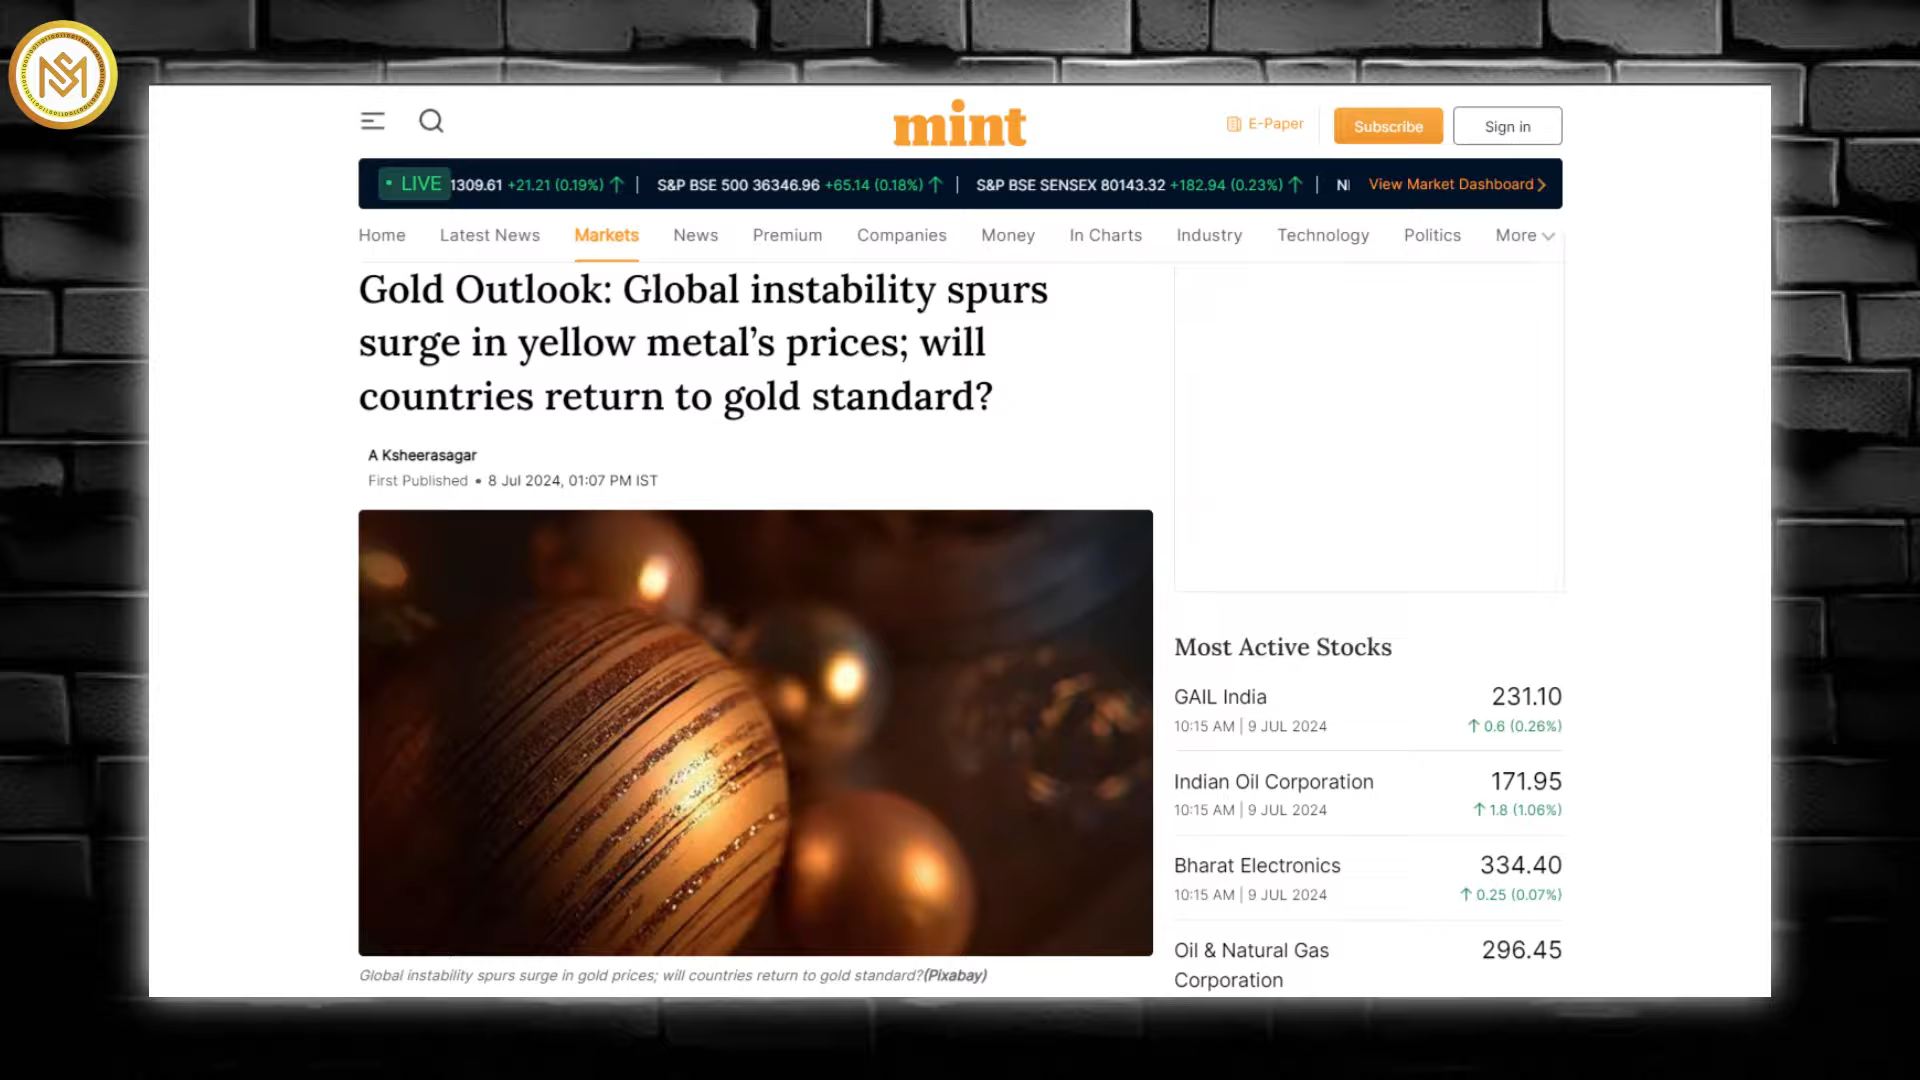 mint
E-Paper
Subscribe
Sign in
LIVE 1309.61 +21.21 (0.19%) ↑ | S&P BSE 500 36346.96 +65.14 (0.18%) ↑ | S&P BSE SENSEX 80143.32 +182.94 (0.23%) ↑ | View Market Dashboard
Home Latest News Markets News Premium Companies Money In Charts Industry Technology Politics More
Gold Outlook: Global instability spurs
surge in yellow metal’s prices; will
countries return to gold standard?
A Ksheerasagar
First Published • 8 Jul 2024, 01:07 PM IST
Global instability spurs surge in gold prices; will countries return to gold standard?(Pixabay)
Most Active Stocks
GAIL India 231.10
10:15 AM | 9 JUL 2024 ↑ 0.6 (0.26%)
Indian Oil Corporation 171.95
10:15 AM | 9 JUL 2024 ↑ 1.8 (1.06%)
Bharat Electronics 334.40
10:15 AM | 9 JUL 2024 ↑ 0.25 (0.07%)
Oil & Natural Gas 296.45
Corporation